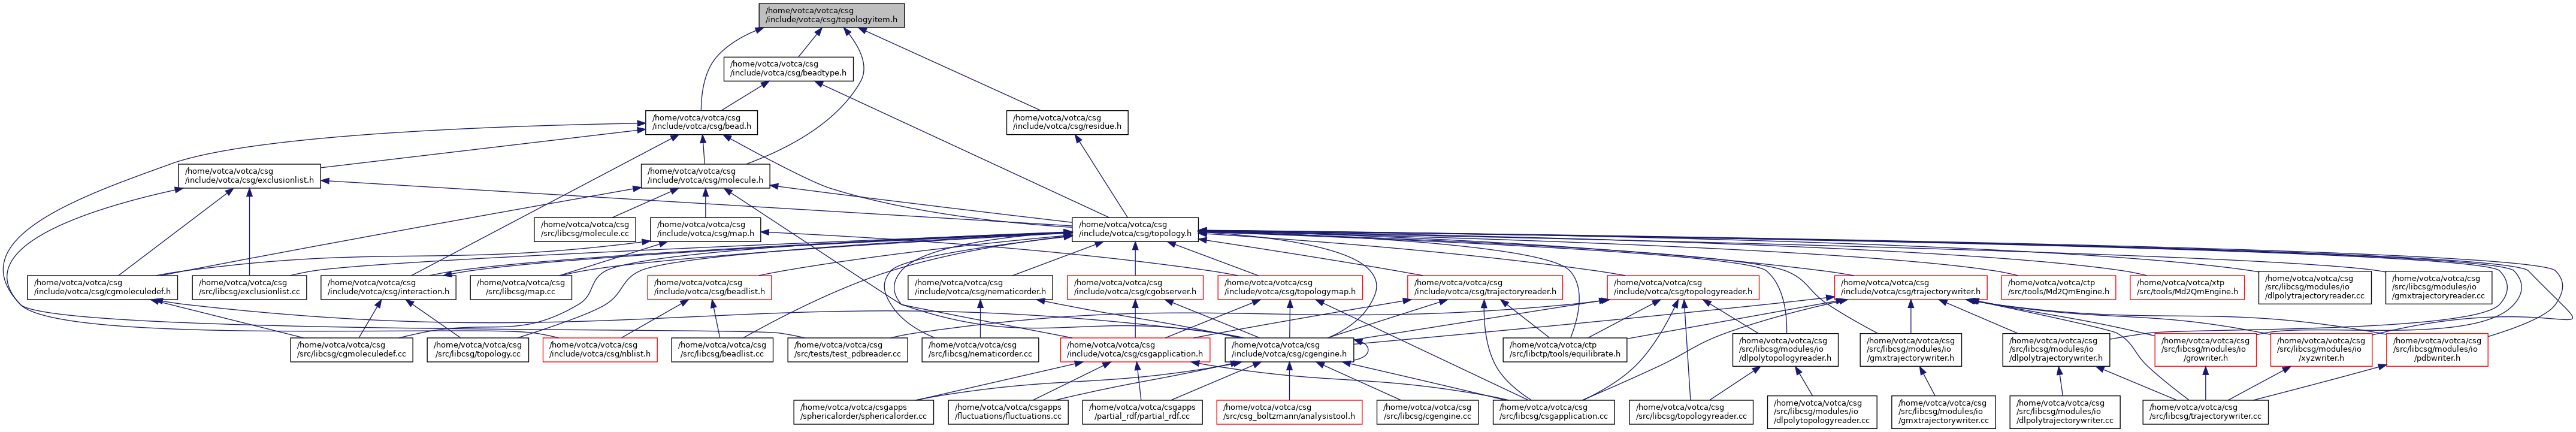 /home/votca/votca/csg
/include/votca/csg/topologyitem.h
/home/votca/votca/csg
/include/votca/csg/beadtype.h
/home/votca/votca/csg
/include/votca/csg/bead.h
/home/votca/votca/csg
/include/votca/csg/residue.h
/home/votca/votca/csg
/include/votca/csg/exclusionlist.h
/home/votca/votca/csg
/include/votca/csg/molecule.h
/home/votca/votca/csg
/src/libcsg/molecule.cc
/home/votca/votca/csg
/include/votca/csg/map.h
/home/votca/votca/csg
/include/votca/csg/topology.h
/home/votca/votca/csg
/include/votca/csg/cgmoleculedef.h
/home/votca/votca/csg
/src/libcsg/exclusionlist.cc
/home/votca/votca/csg
/include/votca/csg/interaction.h
/home/votca/votca/csg
/src/libcsg/map.cc
/home/votca/votca/csg
/include/votca/csg/beadlist.h
/home/votca/votca/csg
/include/votca/csg/nematicorder.h
/home/votca/votca/csg
/include/votca/csg/cgobserver.h
/home/votca/votca/csg
/include/votca/csg/topologymap.h
/home/votca/votca/csg
/include/votca/csg/trajectoryreader.h
/home/votca/votca/csg
/include/votca/csg/topologyreader.h
/home/votca/votca/csg
/include/votca/csg/trajectorywriter.h
/home/votca/votca/ctp
/src/tools/Md2QmEngine.h
/home/votca/votca/xtp
/src/tools/Md2QmEngine.h
/home/votca/votca/csg
/src/libcsg/modules/io
/dlpolytrajectoryreader.cc
/home/votca/votca/csg
/src/libcsg/modules/io
/gmxtrajectoryreader.cc
/home/votca/votca/csg
/src/libcsg/cgmoleculedef.cc
/home/votca/votca/csg
/src/libcsg/topology.cc
/home/votca/votca/csg
/include/votca/csg/nblist.h
/home/votca/votca/csg
/src/libcsg/beadlist.cc
/home/votca/votca/csg
/src/tests/test_pdbreader.cc
/home/votca/votca/csg
/src/libcsg/nematicorder.cc
/home/votca/votca/csg
/include/votca/csg/csgapplication.h
/home/votca/votca/csg
/include/votca/csg/cgengine.h
/home/votca/votca/ctp
/src/libctp/tools/equilibrate.h
/home/votca/votca/csg
/src/libcsg/modules/io
/dlpolytopologyreader.h
/home/votca/votca/csg
/src/libcsg/modules/io
/gmxtrajectorywriter.h
/home/votca/votca/csg
/src/libcsg/modules/io
/dlpolytrajectorywriter.h
/home/votca/votca/csg
/src/libcsg/modules/io
/growriter.h
/home/votca/votca/csg
/src/libcsg/modules/io
/xyzwriter.h
/home/votca/votca/csg
/src/libcsg/modules/io
/pdbwriter.h
/home/votca/votca/csgapps
/sphericalorder/sphericalorder.cc
/home/votca/votca/csgapps
/fluctuations/fluctuations.cc
/home/votca/votca/csgapps
/partial_rdf/partial_rdf.cc
/home/votca/votca/csg
/src/csg_boltzmann/analysistool.h
/home/votca/votca/csg
/src/libcsg/cgengine.cc
/home/votca/votca/csg
/src/libcsg/csgapplication.cc
/home/votca/votca/csg
/src/libcsg/topologyreader.cc
/home/votca/votca/csg
/src/libcsg/modules/io
/dlpolytopologyreader.cc
/home/votca/votca/csg
/src/libcsg/modules/io
/gmxtrajectorywriter.cc
/home/votca/votca/csg
/src/libcsg/modules/io
/dlpolytrajectorywriter.cc
/home/votca/votca/csg
/src/libcsg/trajectorywriter.cc